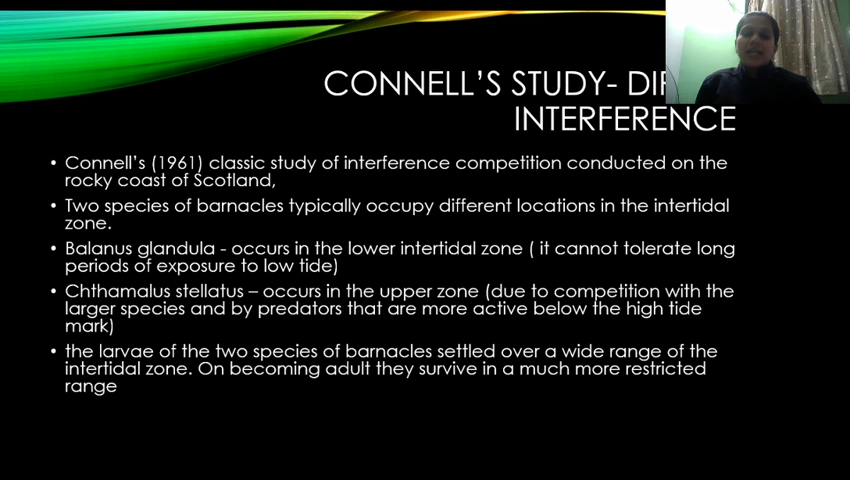 CONNELL'S STUDY-
INTERFERENCE
• Connell's (1961) classic study of interference competition conducted on the
rocky coast of Scotland,
• Two species of barnacles typically occupy different locations in the intertidal
zone.
• Balanus glandula - occurs in the lower intertidal zone ( it cannot tolerate long
periods of exposure to low tide)
• Chthamalus stellatus – occurs in the upper zone (due to competition with the
larger species and by predators that are more active below the high tide
mark)
• the larvae of the two species of barnacles settled over a wide range of the
intertidal zone. On becoming adult they survive in a much more restricted
range